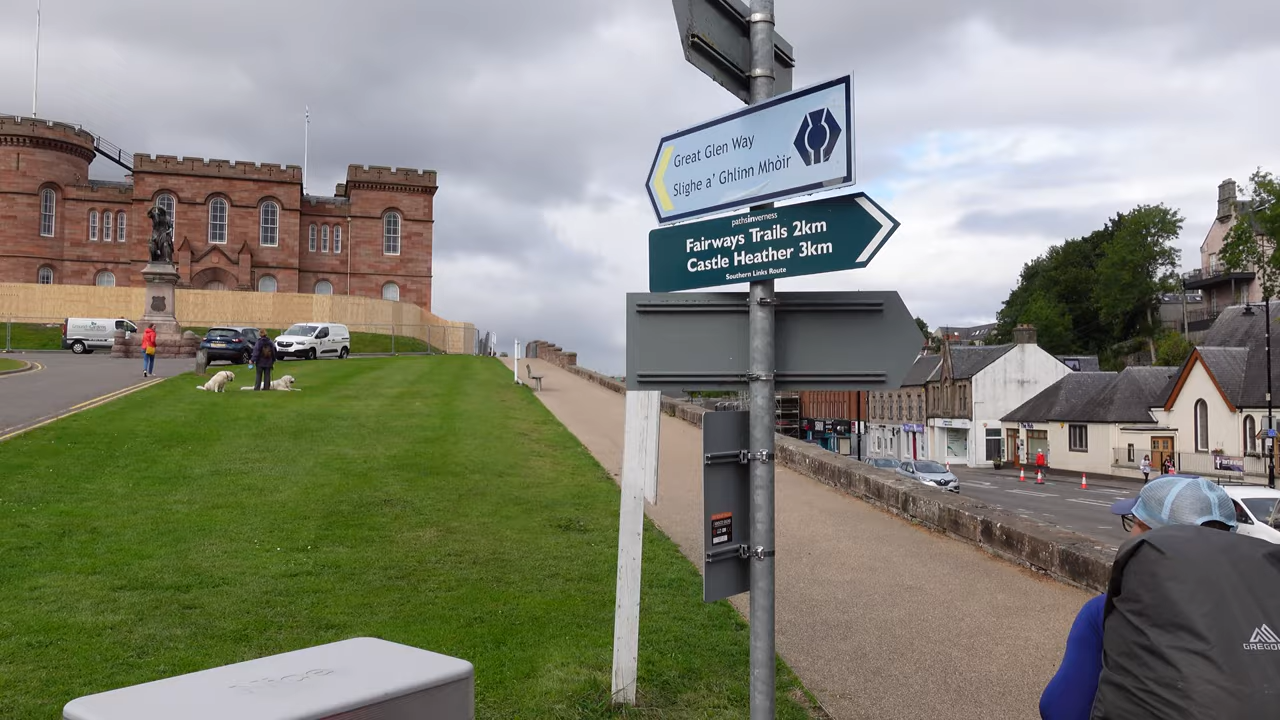 Great Glen Way
Slighe a' Ghlinn Mhòir
pathsinverness
Fairways Trails 2km
Castle Heather 3km
Southern Links Route
GREGORY